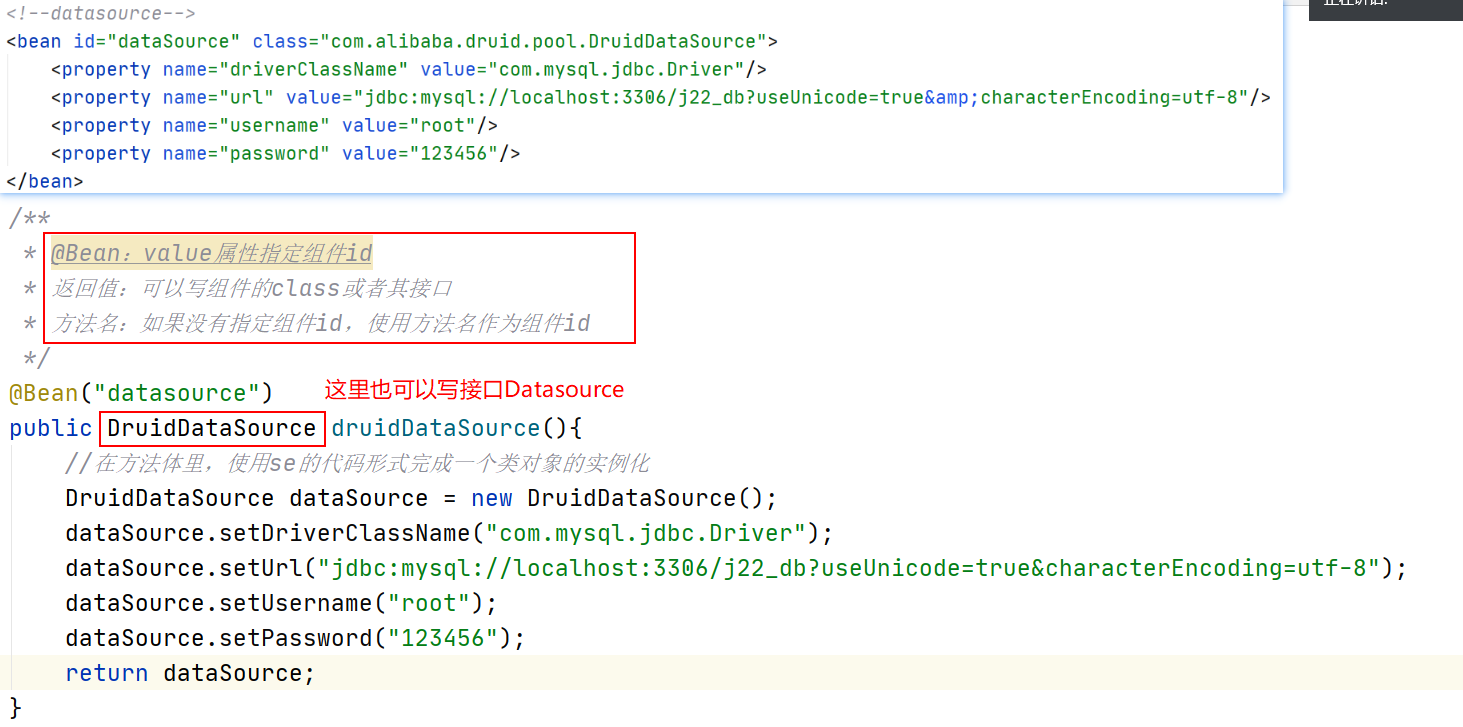 <!--datasource-->
<bean id="dataSource" class="com.alibaba.druid.pool.DruidDataSource">
<property name="driverClassName" value="com.mysql.jdbc.Driver"/>
<property name="url" value="jdbc:mysql://localhost:3306/j22_db?useUnicode=true&amp;characterEncoding=utf-8"/>
<property name="username" value="root"/>
<property name="password" value="123456"/>
</bean>
/**
* @Bean：value属性指定组件id
* 返回值：可以写组件的class或者其接口
* 方法名：如果没有指定组件id，使用方法名作为组件id
*/
@Bean("datasource") 这里也可以写接口Datasource
public DruidDataSource druidDataSource(){
//在方法体里，使用se的代码形式完成一个类对象的实例化
DruidDataSource dataSource = new DruidDataSource();
dataSource.setDriverClassName("com.mysql.jdbc.Driver");
dataSource.setUrl("jdbc:mysql://localhost:3306/j22_db?useUnicode=true&characterEncoding=utf-8");
dataSource.setUsername("root");
dataSource.setPassword("123456");
return dataSource;
}